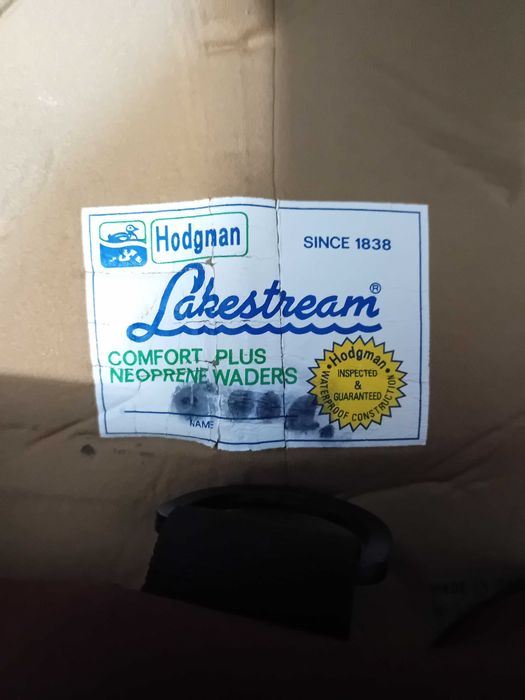 Hodgman
SINCE 1838
Lakestream®
COMFORT PLUS
NEOPRENE WADERS
Hodgman
INSPECTED
&
GUARANTEED
WATERPROOF CONSTRUCTION
NAME